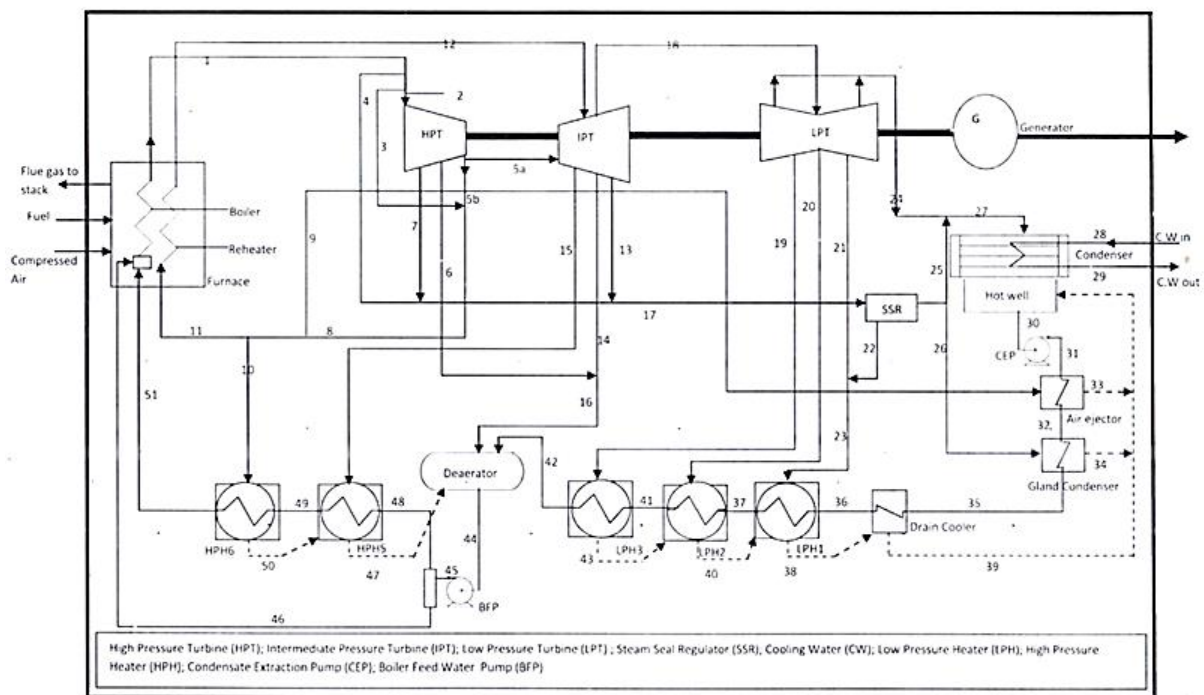 12
18
1
4
2
3
HPT
IPT
LPT
G
Generator
5a
5b
Flue gas to
stack
Fuel
Compressed
Air
Boiler
Reheater
Furnace
9
7
6
15
13
19
20
21
24
27
28
C.W in
Condenser
29
C.W out
25
Hot well
SSR
17
11
8
14
22
26
30
CEP
31
10
51
16
33
Air ejector
32
23
42
34
Gland Condenser
Deaerator
49
48
41
37
36
35
HPH6
HPH5
44
LPH3
LPH2
LPH1
Drain Cooler
50
47
43
40
38
39
45
BFP
46
High Pressure Turbine (HPT); Intermediate Pressure Turbine (IPT); Low Pressure Turbine (LPT) ; Steam Seal Regulator (SSR), Cooling Water (CW); Low Pressure Heater (LPH); High Pressure
Heater (HPH); Condensate Extraction Pump (CEP); Boiler Feed Water Pump (BFP)